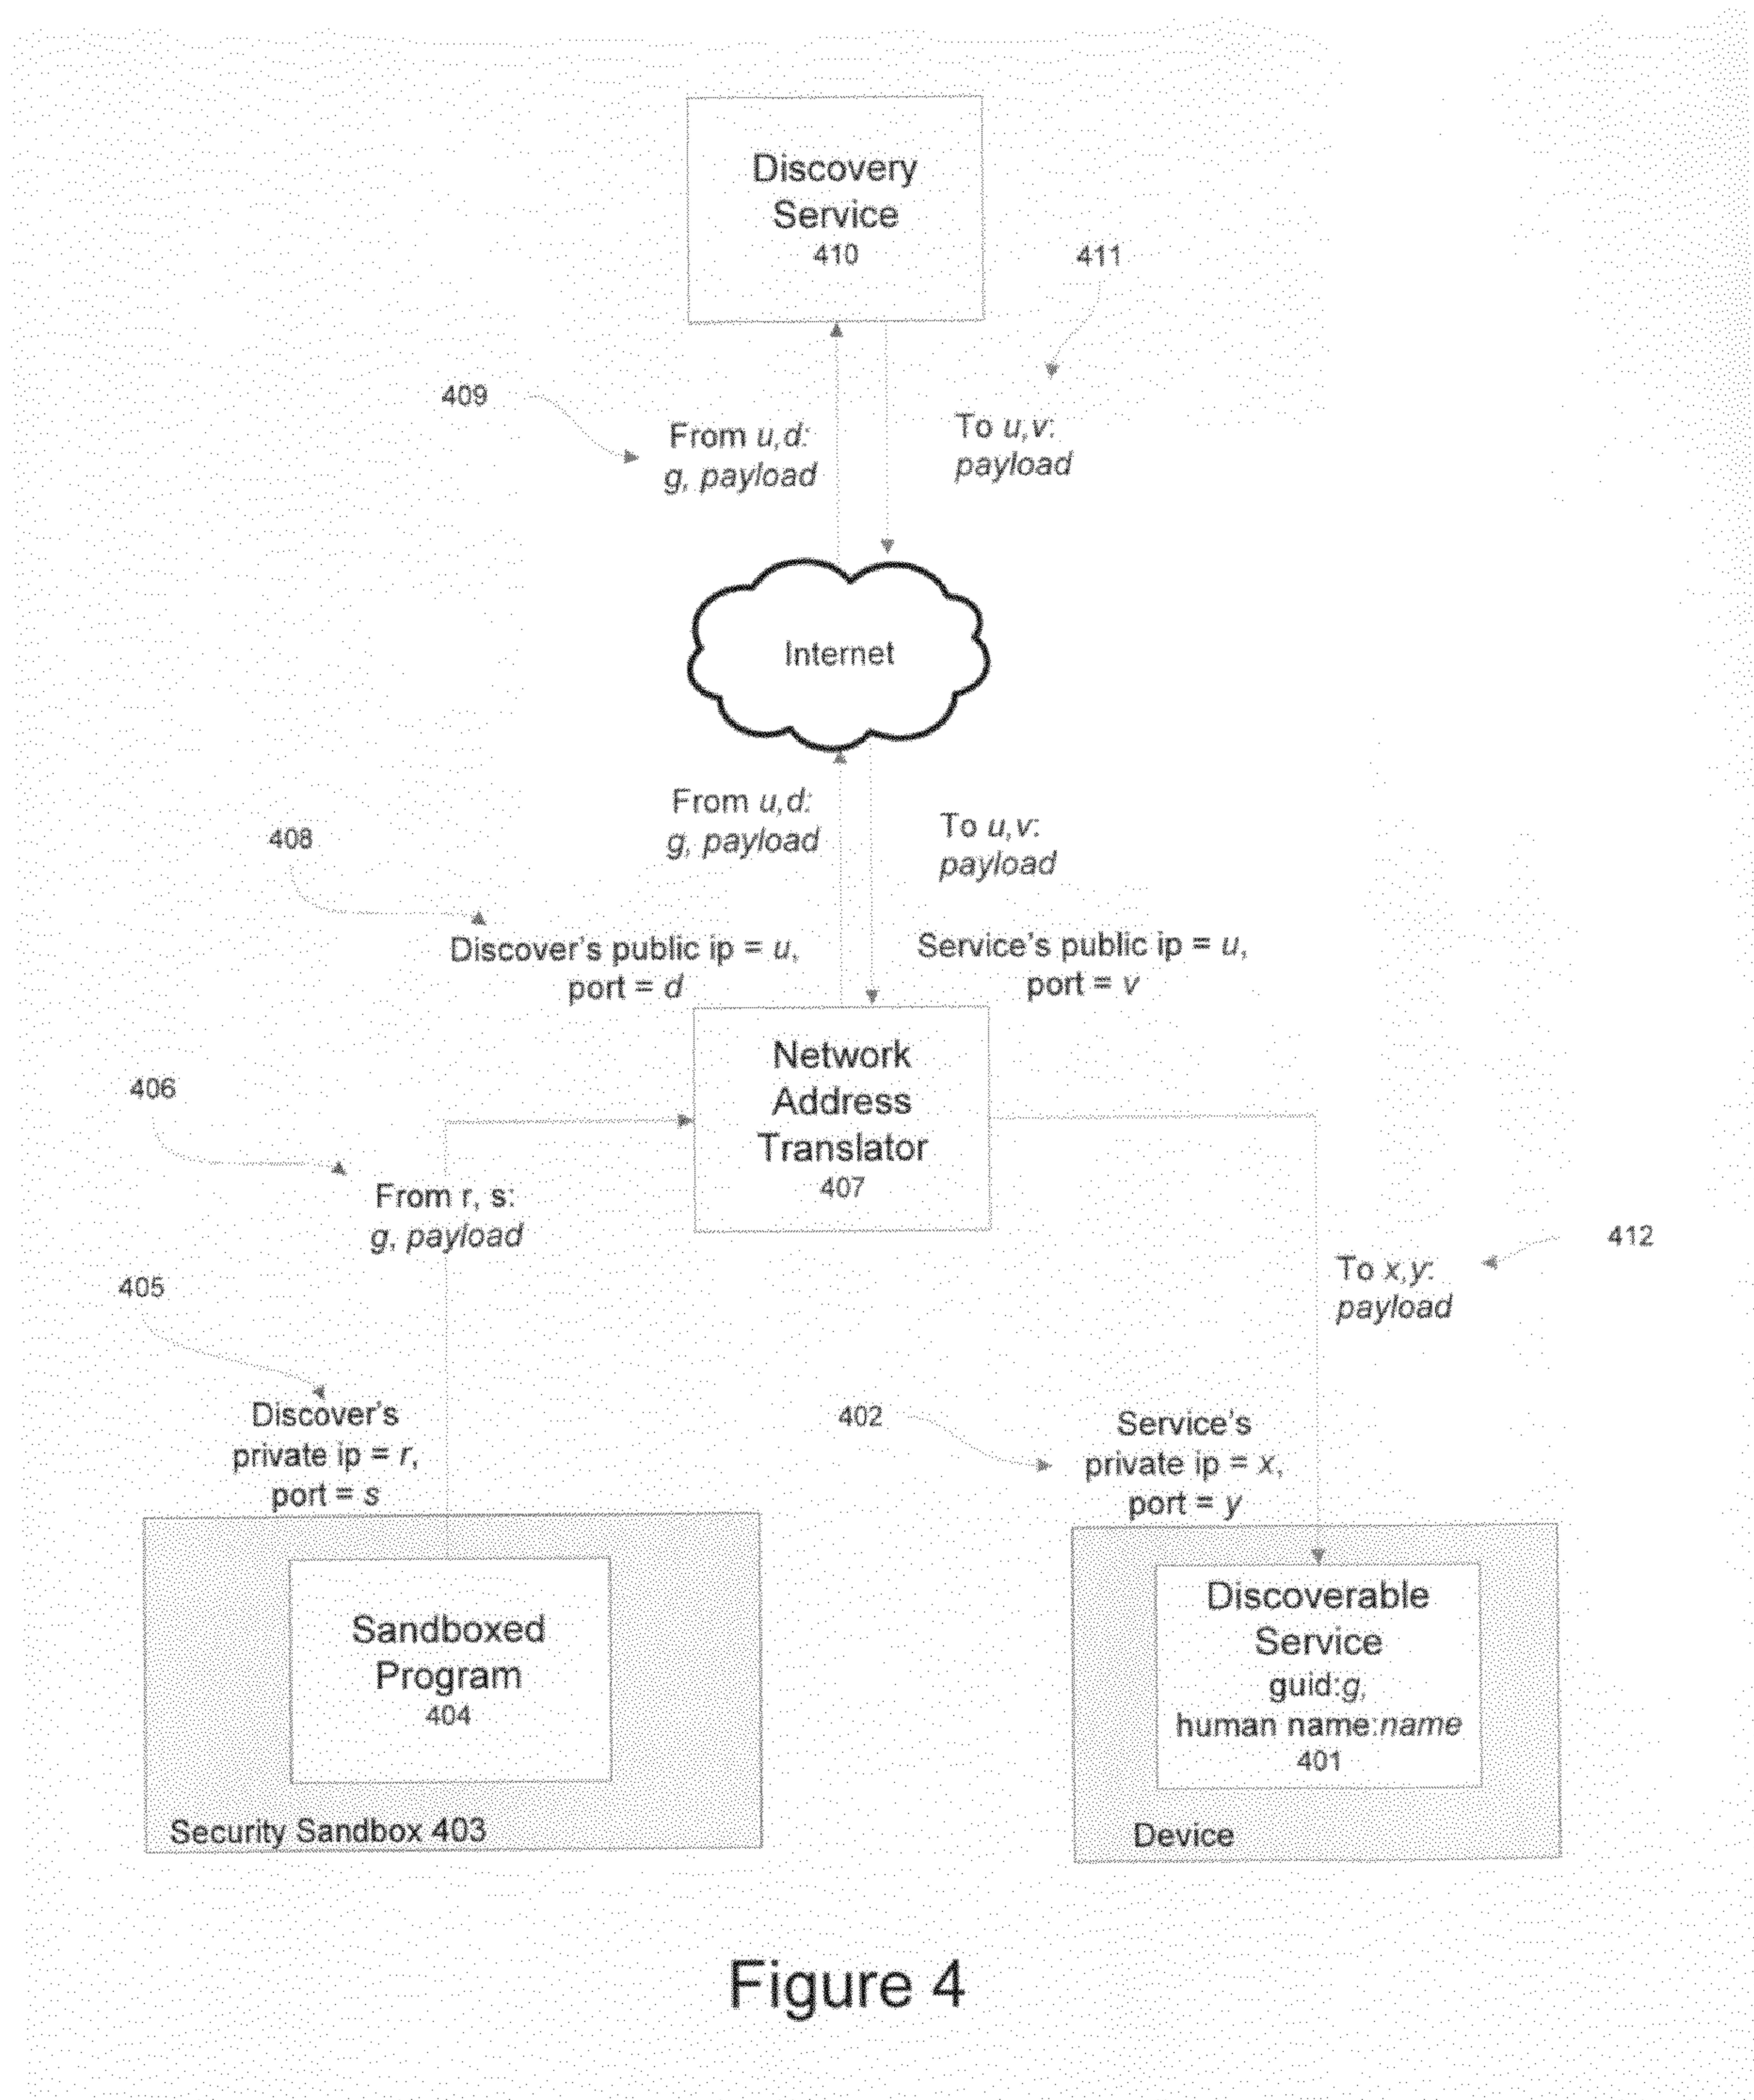 Discovery
Service
410
411
409
From u,d:
g, payload
To u,v:
payload
Internet
From u,d:
g, payload
To u,v:
payload
408
Discover's public ip = u,
port = d
Service's public ip = u,
port = v
Network
Address
Translator
407
406
From r, s:
g, payload
412
To x,y:
payload
405
Discover's
private ip = r,
port = s
402
Service's
private ip = x,
port = y
Sandboxed
Program
404
Security Sandbox 403
Discoverable
Service
guid:g,
human name:name
401
Device
Figure 4